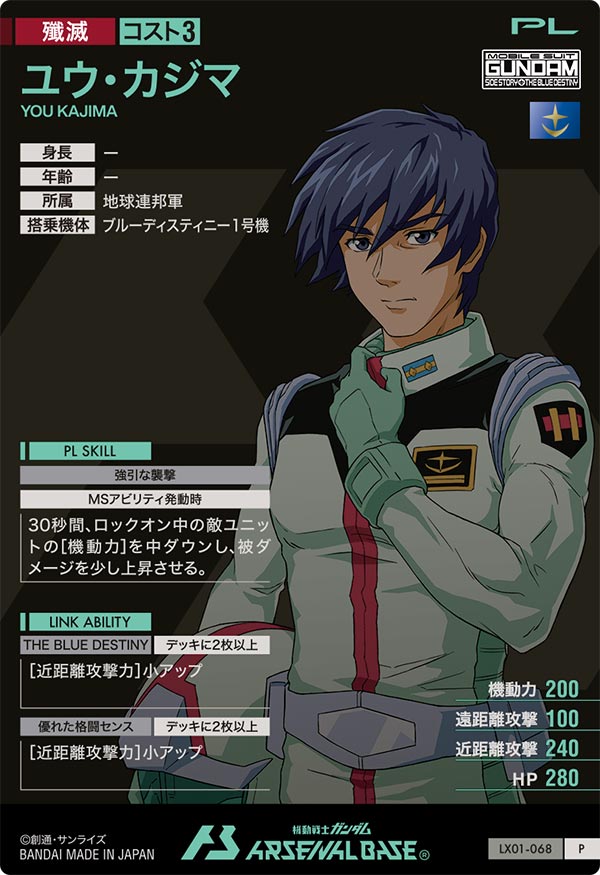 殲滅 コスト3
PL
ユウ・カジマ
YOU KAJIMA
MOBILE SUIT
GUNDAM
SIDE STORY THE BLUE DESTINY
身長 ー
年齢 ー
所属 地球連邦軍
搭乗機体 ブルーディスティニー1号機
PL SKILL
強引な襲撃
MSアビリティ発動時
30秒間、ロックオン中の敵ユニッ
トの[機動力]を中ダウンし、被ダ
メージを少し上昇させる。
LINK ABILITY
THE BLUE DESTINY デッキに2枚以上
[近距離攻撃力]小アップ
優れた格闘センス デッキに2枚以上
[近距離攻撃力]小アップ
機動力 200
遠距離攻撃 100
近距離攻撃 240
HP 280
©創通・サンライズ
BANDAI MADE IN JAPAN
機動戦士ガンダム
ARSENAL BASE®
LX01-068 P